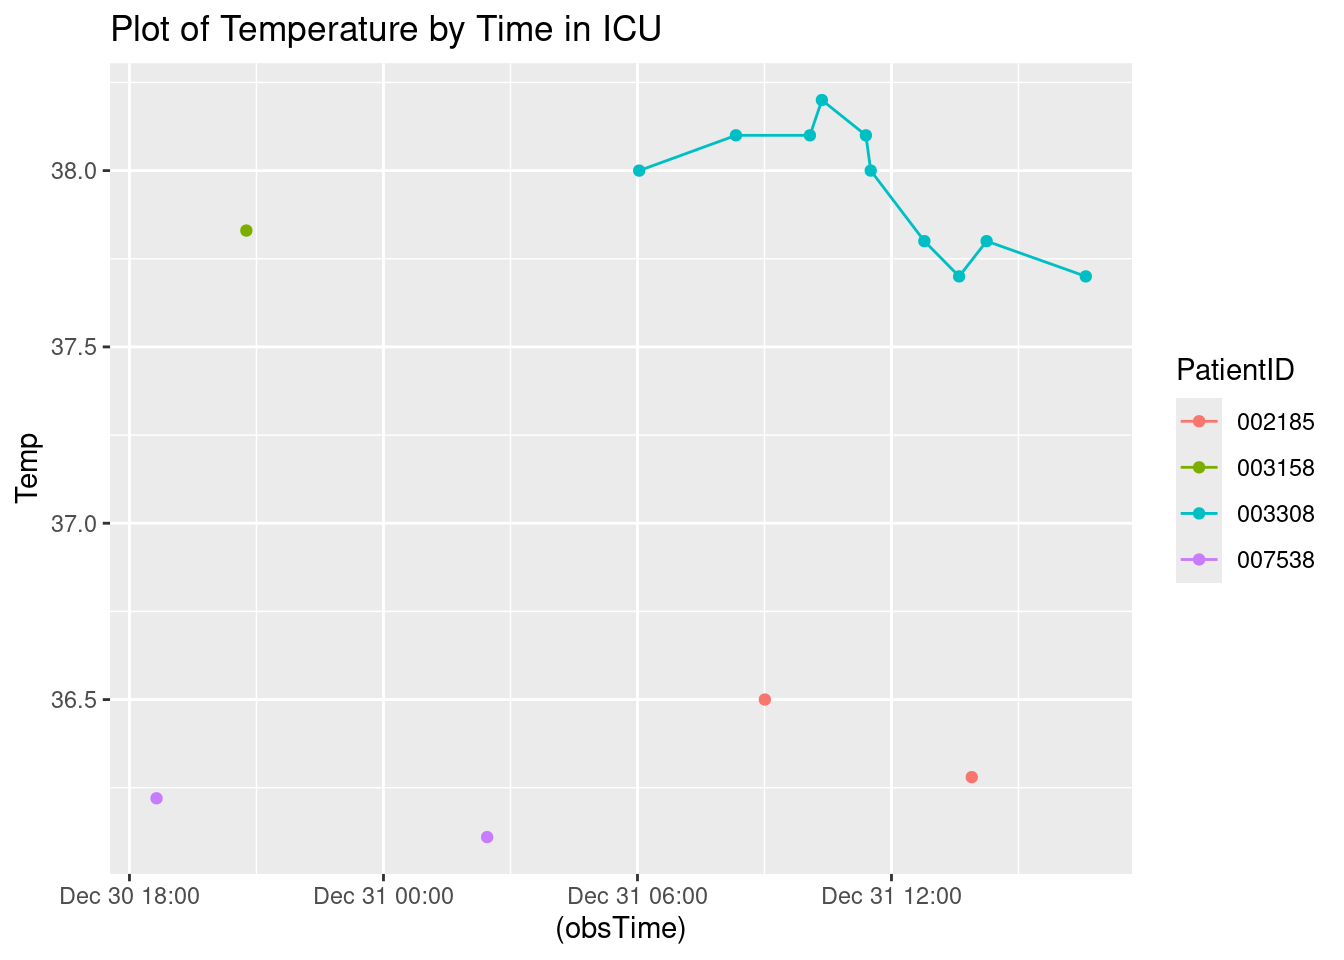 Plot of Temperature by Time in ICU
38.0
37.5
37.0
36.5
Temp
Dec 30 18:00
Dec 31 00:00
Dec 31 06:00
Dec 31 12:00
(obsTime)
PatientID
002185
003158
003308
007538